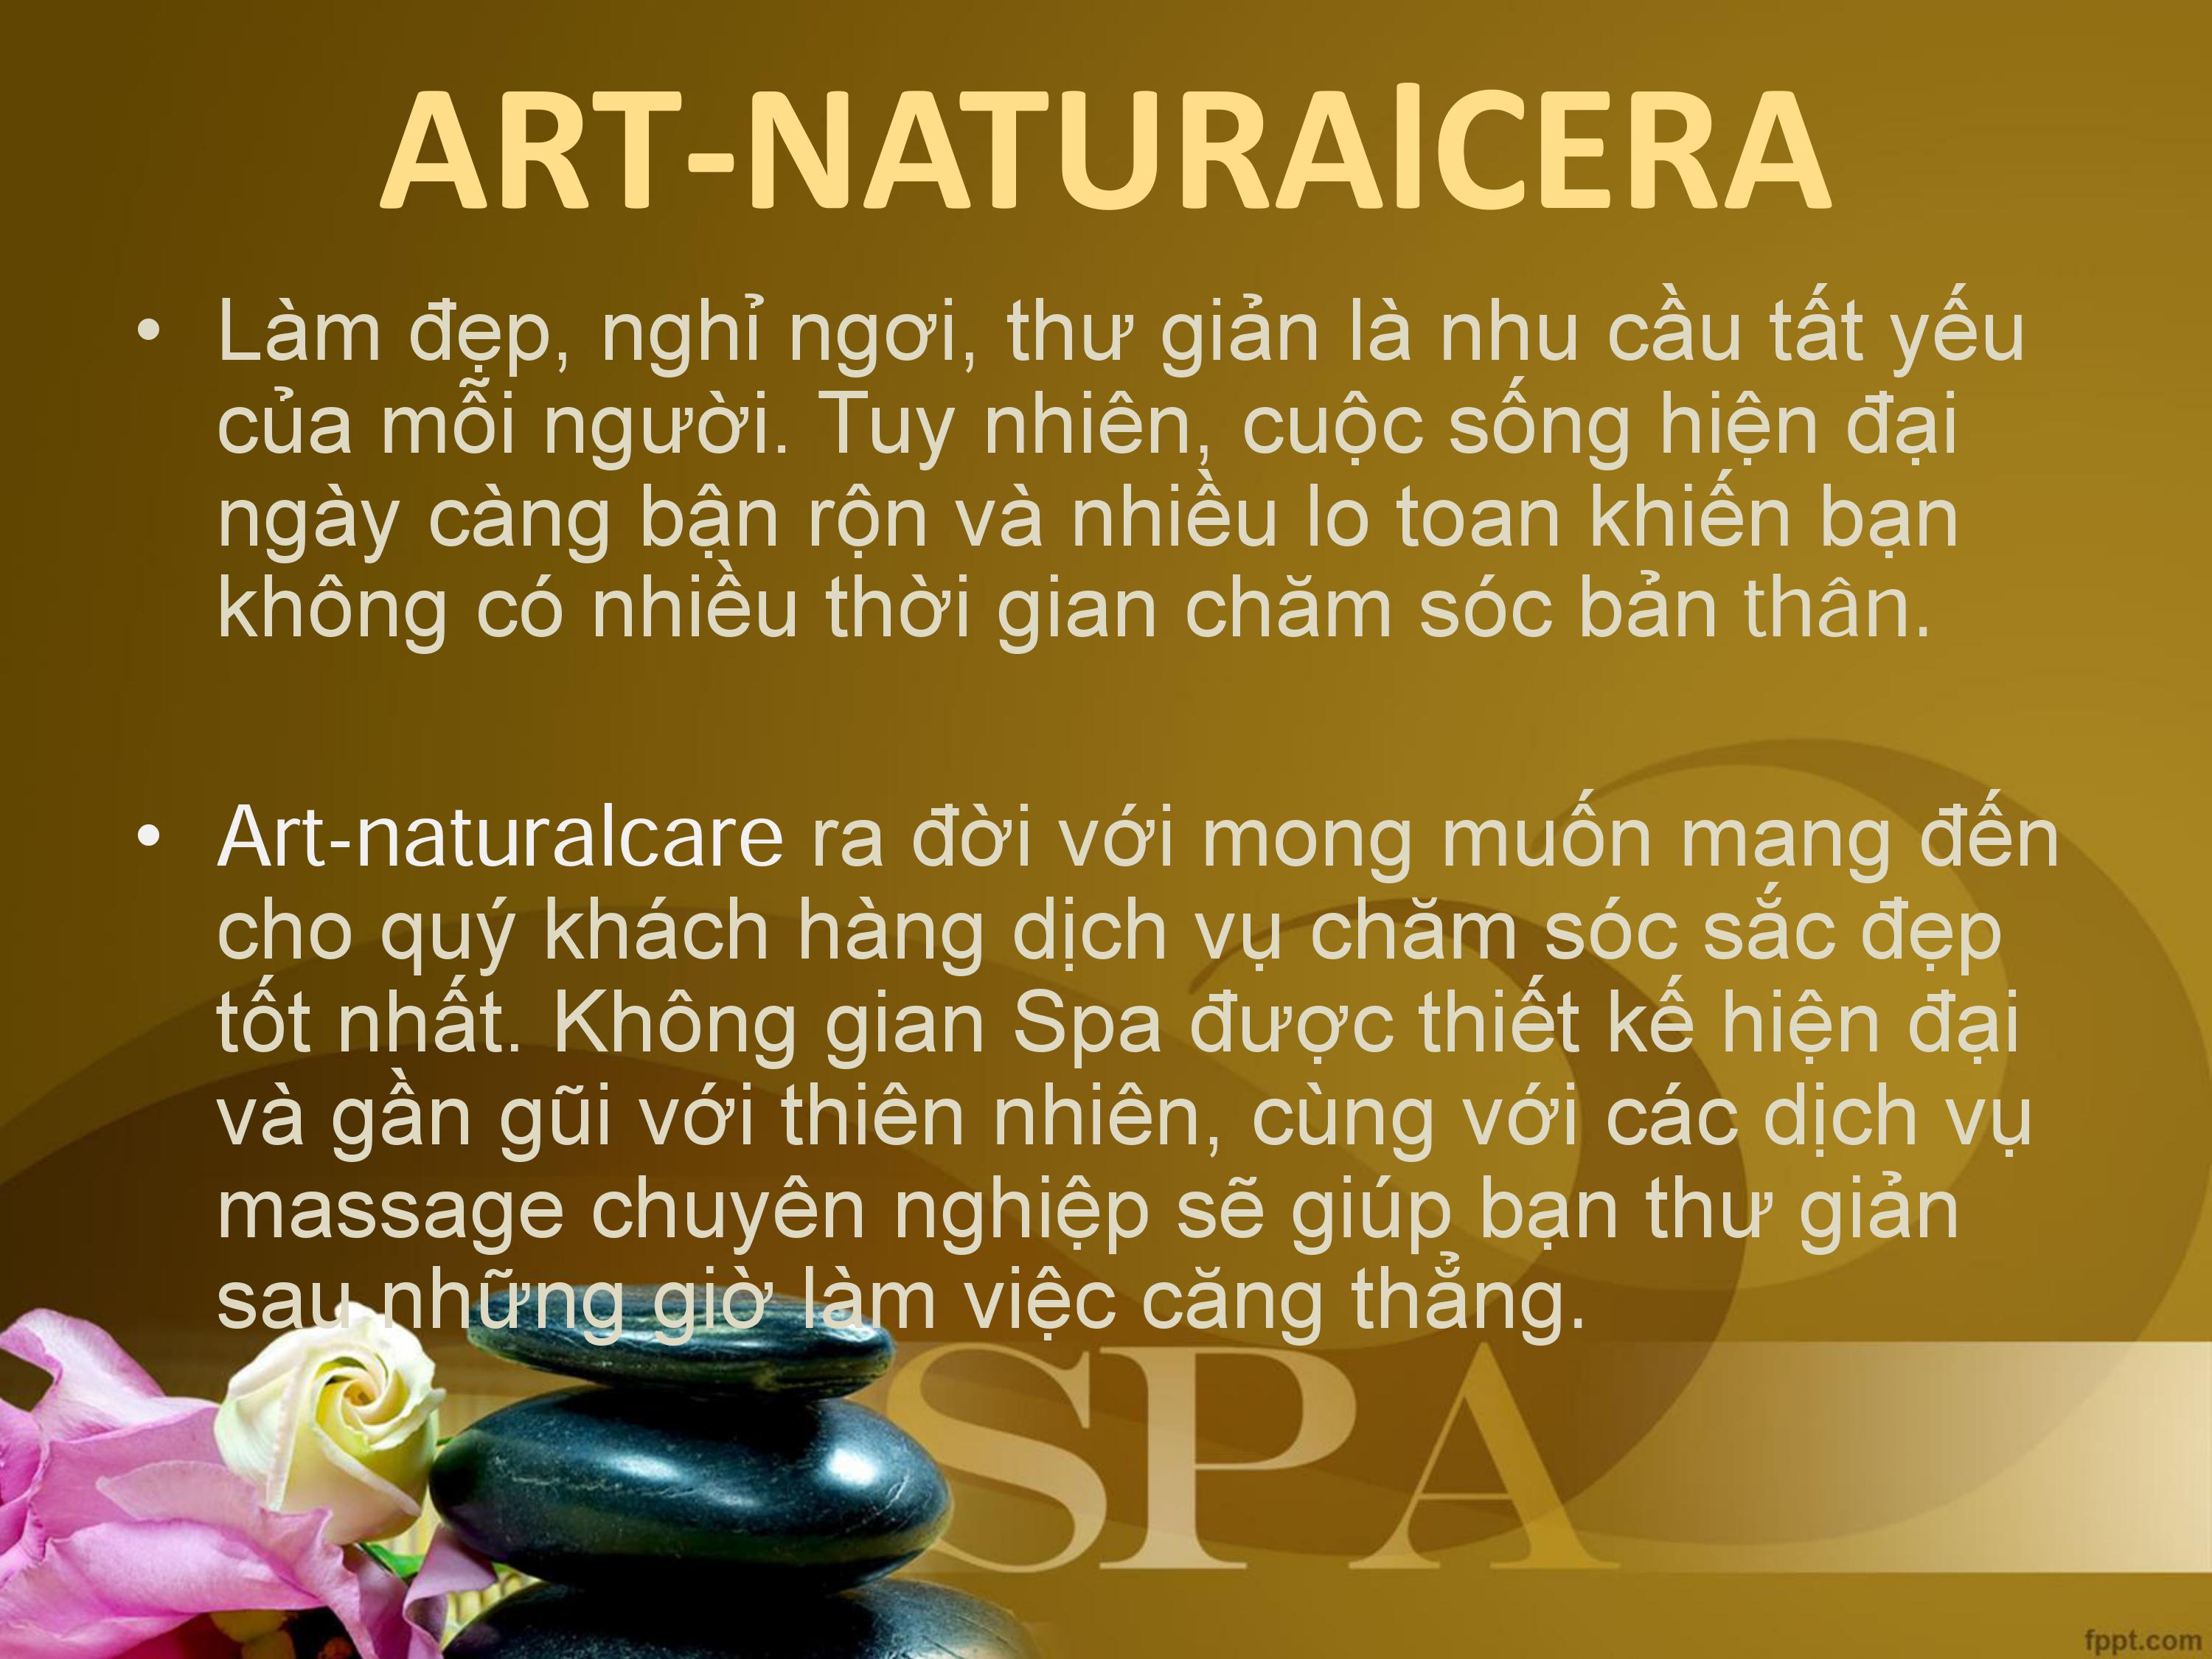 ART-NATURAlCERA
• Làm đẹp, nghỉ ngơi, thư giản là nhu cầu tất yếu
của mỗi người. Tuy nhiên, cuộc sống hiện đại
ngày càng bận rộn và nhiều lo toan khiến bạn
không có nhiều thời gian chăm sóc bản thân.
• Art-naturalcare ra đời với mong muốn mang đến
cho quý khách hàng dịch vụ chăm sóc sắc đẹp
tốt nhất. Không gian Spa được thiết kế hiện đại
và gần gũi với thiên nhiên, cùng với các dịch vụ
massage chuyên nghiệp sẽ giúp bạn thư giản
sau những giờ làm việc căng thẳng.
SPA
fppt.com